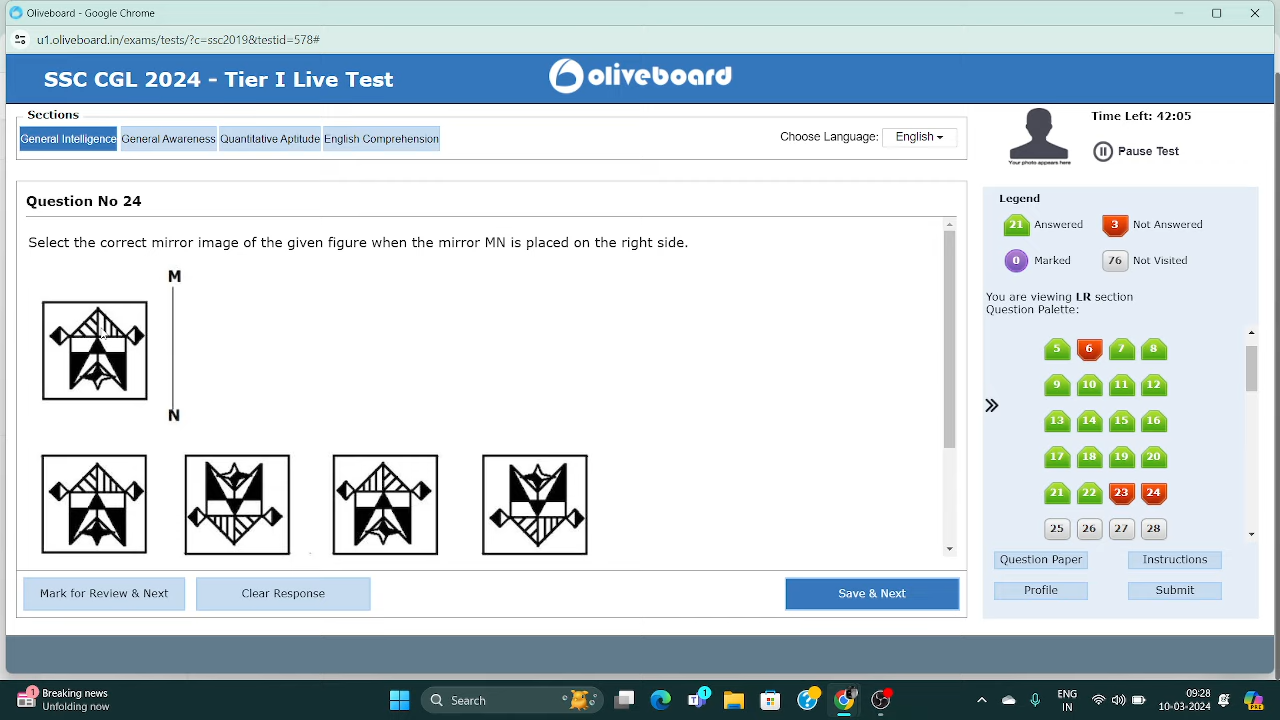 Oliveboard - Google Chrome
u1.oliveboard.in/exams/tests/?c=ssc2019&testid=578#
SSC CGL 2024 - Tier I Live Test
oliveboard
Sections
General Intelligence General Awareness Quantitative Aptitude English Comprehension
Choose Language: English
Your photo appears here
Time Left: 42:05
Pause Test
Question No 24
Select the correct mirror image of the given figure when the mirror MN is placed on the right side.
M
N
Mark for Review & Next
Clear Response
Save & Next
Legend
21 Answered 3 Not Answered
0 Marked 76 Not Visited
You are viewing LR section
Question Palette:
5 6 7 8
9 10 11 12
13 14 15 16
17 18 19 20
21 22 23 24
25 26 27 28
Question Paper Instructions
Profile Submit
1 Breaking news
Unfolding now
Search
1
ENG
IN
09:28
10-03-2024